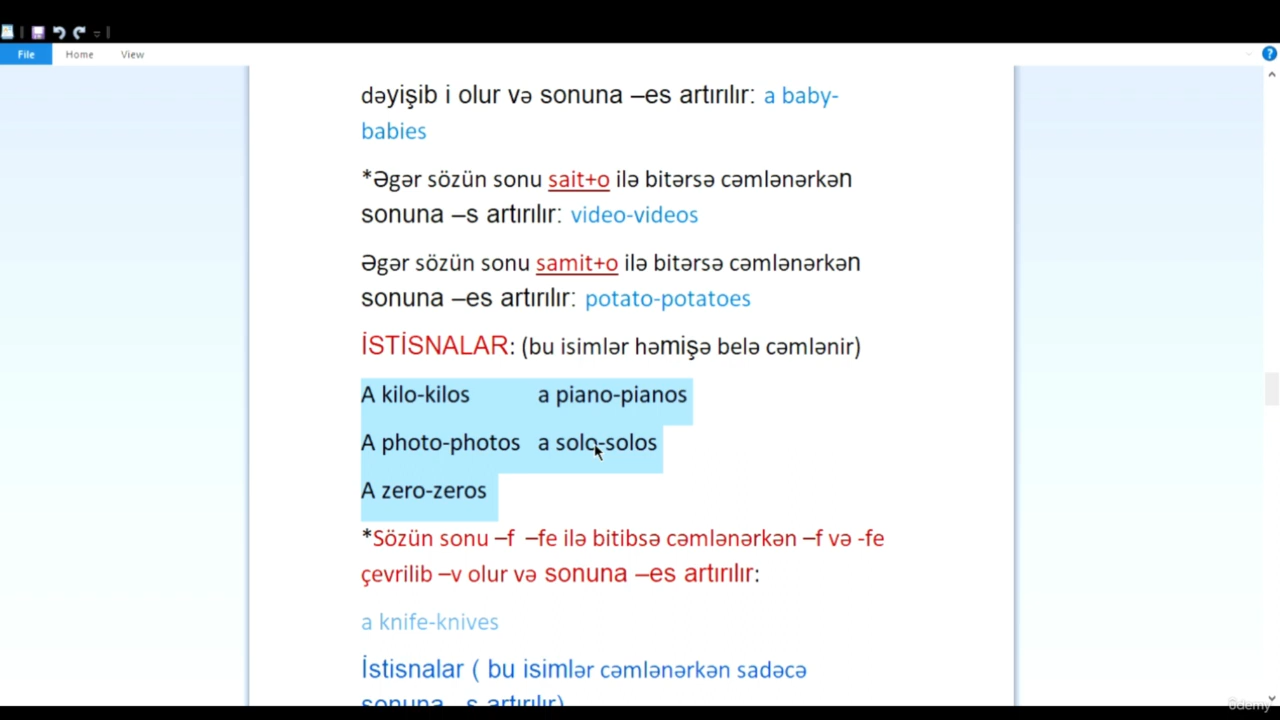 File Home View
dəyişib i olur və sonuna –es artırılır: a baby-
babies
*Əgər sözün sonu sait+o ilə bitərsə cəmlənərkən
sonuna –s artırılır: video-videos
Əgər sözün sonu samit+o ilə bitərsə cəmlənərkən
sonuna –es artırılır: potato-potatoes
İSTİSNALAR: (bu isimlər həmişə belə cəmlənir)
A kilo-kilos a piano-pianos
A photo-photos a solo-solos
A zero-zeros
*Sözün sonu –f –fe ilə bitibsə cəmlənərkən –f və -fe
çevrilib –v olur və sonuna –es artırılır:
a knife-knives
İstisnalar ( bu isimlər cəmlənərkən sadəcə
sonuna –s artırılır)
ûdemy